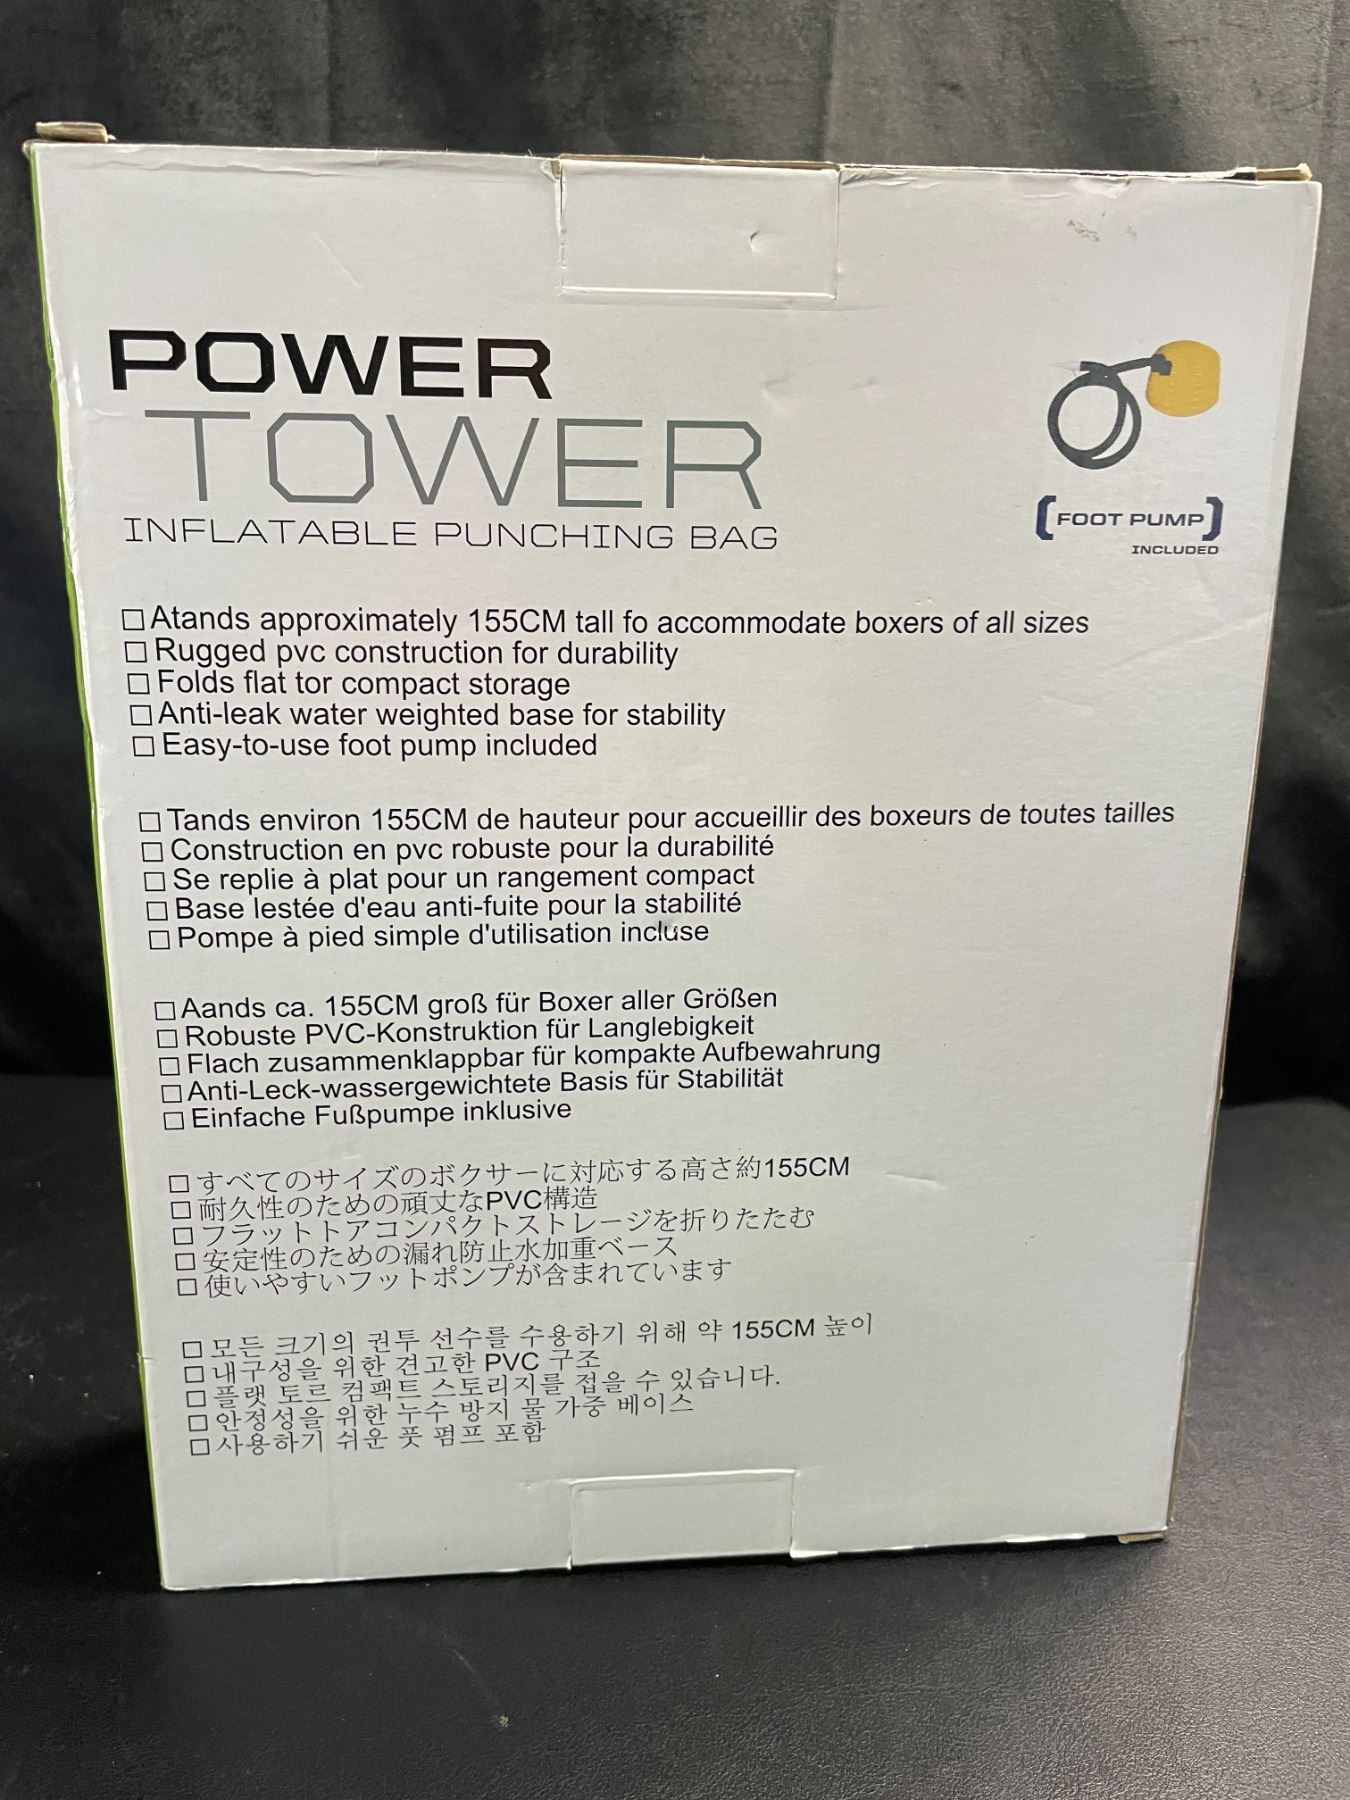 POWER
TOWER
INFLATABLE PUNCHING BAG
[FOOT PUMP]
INCLUDED
□ Atands approximately 155CM tall fo accommodate boxers of all sizes
□ Rugged pvc construction for durability
□ Folds flat tor compact storage
□ Anti-leak water weighted base for stability
□ Easy-to-use foot pump included
□ Tands environ 155CM de hauteur pour accueillir des boxeurs de toutes tailles
□ Construction en pvc robuste pour la durabilité
□ Se replie à plat pour un rangement compact
□ Base lestée d'eau anti-fuite pour la stabilité
□ Pompe à pied simple d'utilisation incluse
□ Aands ca. 155CM groß für Boxer aller Größen
□ Robuste PVC-Konstruktion für Langlebigkeit
□ Flach zusammenklappbar für kompakte Aufbewahrung
□ Anti-Leck-wassergewichtete Basis für Stabilität
□ Einfache Fußpumpe inklusive
□ すべてのサイズのボクサーに対応する高さ約155CM
□ 耐久性のための頑丈なPVC構造
□ フラットトアコンパクトストレージを折りたたむ
□ 安定性のための漏れ防止水加重ベース
□ 使いやすいフットポンプが含まれています
□ 모든 크기의 권투 선수를 수용하기 위해 약 155CM 높이
□ 내구성을 위한 견고한 PVC 구조
□ 플랫 토르 컴팩트 스토리지를 접을 수 있습니다.
□ 안정성을 위한 누수 방지 물 가중 베이스
□ 사용하기 쉬운 풋 펌프 포함